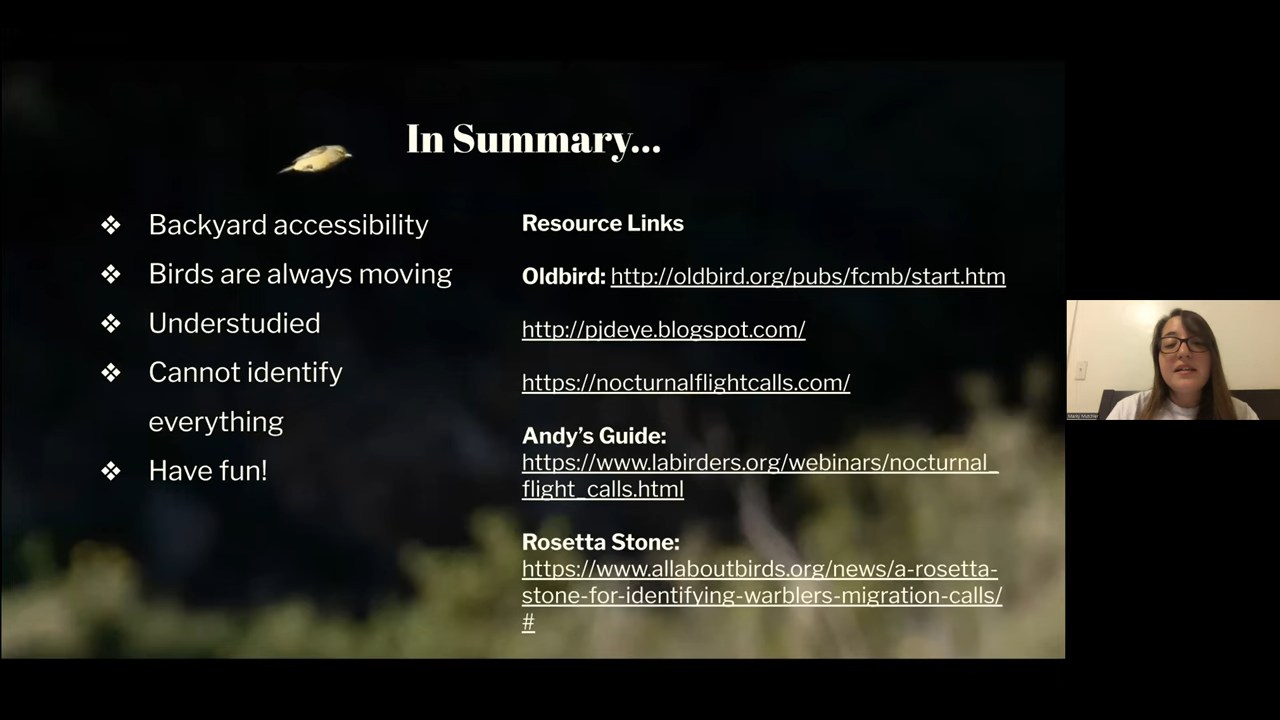 In Summary...
❖ Backyard accessibility
❖ Birds are always moving
❖ Understudied
❖ Cannot identify
everything
❖ Have fun!
Resource Links
Oldbird: http://oldbird.org/pubs/fcmb/start.htm
http://pjdeye.blogspot.com/
https://nocturnalflightcalls.com/
Andy’s Guide:
https://www.labirders.org/webinars/nocturnal_
flight_calls.html
Rosetta Stone:
https://www.allaboutbirds.org/news/a-rosetta-
stone-for-identifying-warblers-migration-calls/
#